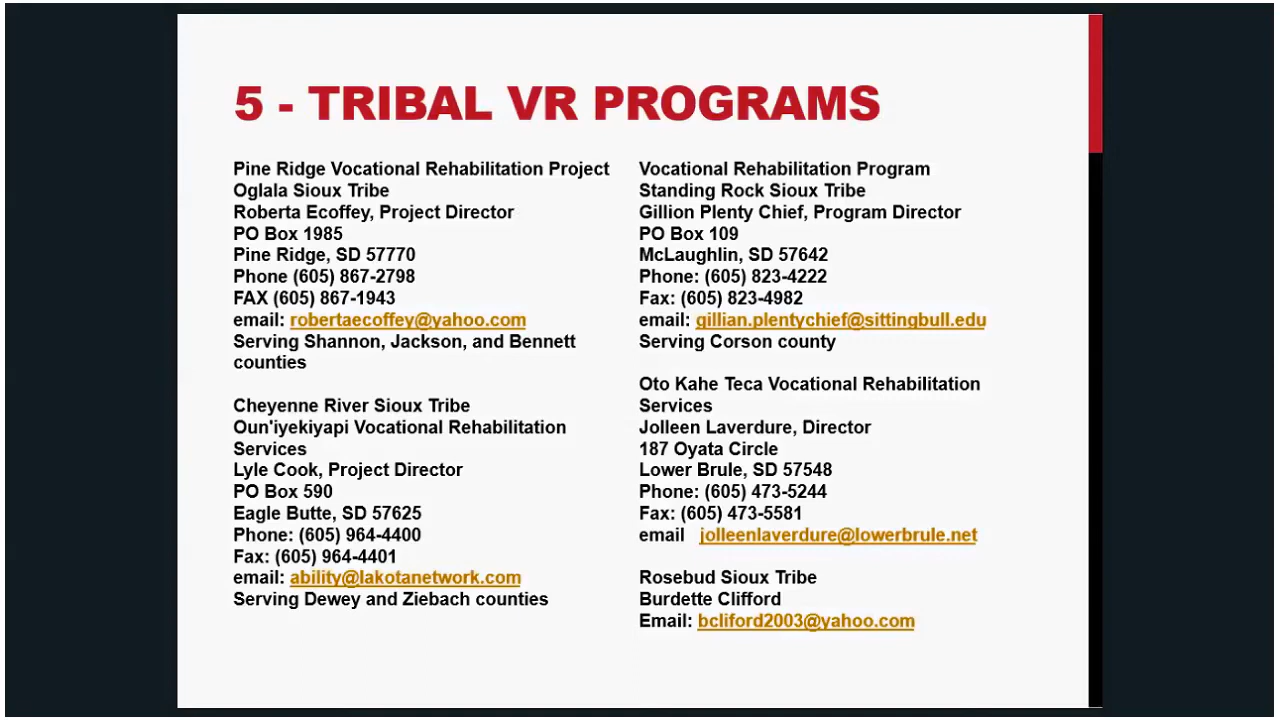 5 - TRIBAL VR PROGRAMS
Pine Ridge Vocational Rehabilitation Project
Oglala Sioux Tribe
Roberta Ecoffey, Project Director
PO Box 1985
Pine Ridge, SD 57770
Phone (605) 867-2798
FAX (605) 867-1943
email: robertaecoffey@yahoo.com
Serving Shannon, Jackson, and Bennett
counties
Cheyenne River Sioux Tribe
Oun'iyekiyapi Vocational Rehabilitation
Services
Lyle Cook, Project Director
PO Box 590
Eagle Butte, SD 57625
Phone: (605) 964-4400
Fax: (605) 964-4401
email: ability@lakotanetwork.com
Serving Dewey and Ziebach counties
Vocational Rehabilitation Program
Standing Rock Sioux Tribe
Gillion Plenty Chief, Program Director
PO Box 109
McLaughlin, SD 57642
Phone: (605) 823-4222
Fax: (605) 823-4982
email: gillian.plentychief@sittingbull.edu
Serving Corson county
Oto Kahe Teca Vocational Rehabilitation
Services
Jolleen Laverdure, Director
187 Oyata Circle
Lower Brule, SD 57548
Phone: (605) 473-5244
Fax: (605) 473-5581
email jolleenlaverdure@lowerbrule.net
Rosebud Sioux Tribe
Burdette Clifford
Email: bcliford2003@yahoo.com